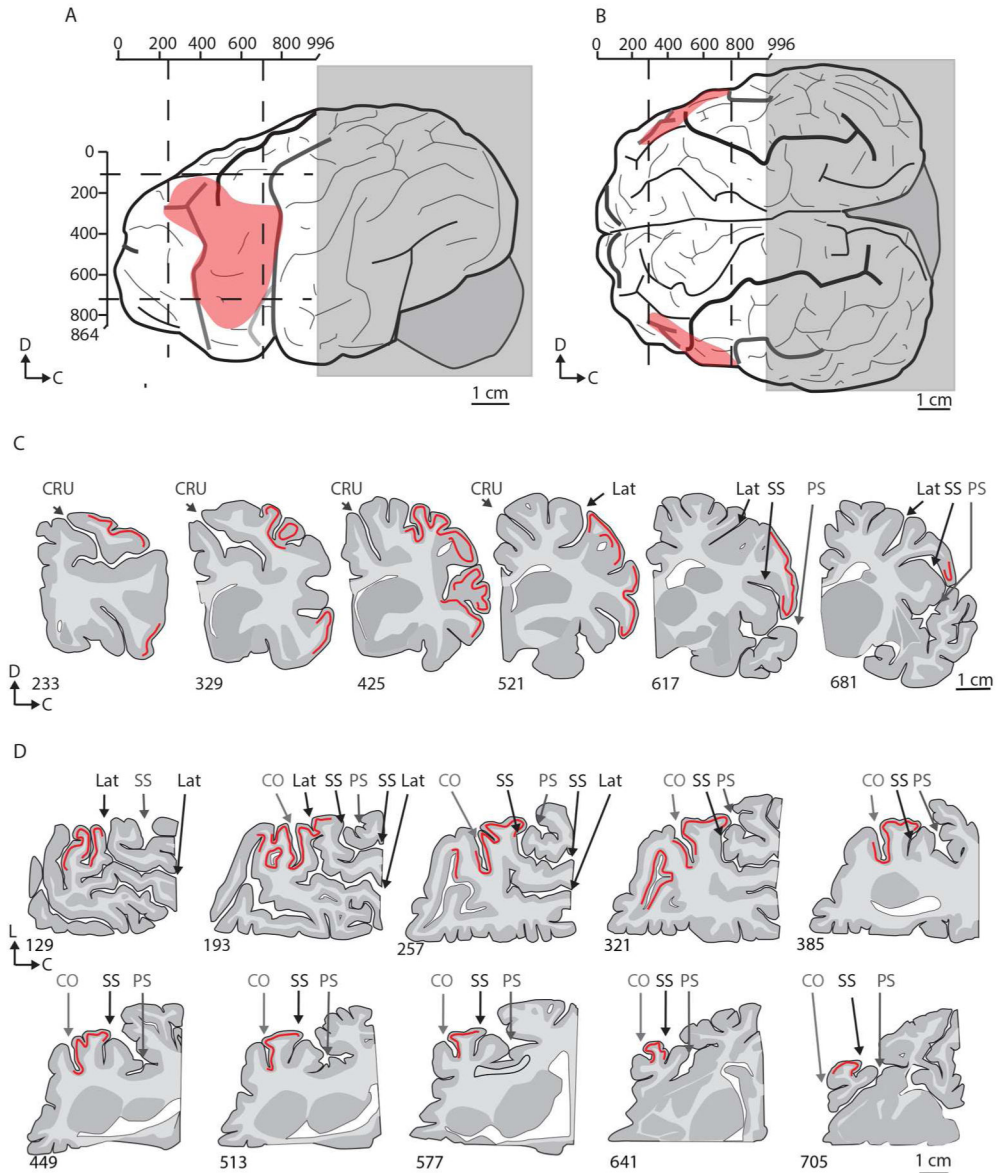 A
0 200 400 600 800 996
0
200
400
600
800
864
D
C
1 cm
B
0 200 400 600 800 996
D
C
1 cm
C
CRU
CRU
CRU
CRU
Lat
Lat SS PS
Lat SS PS
233
329
425
521
617
681
D
C
1 cm
D
Lat SS Lat
CO Lat SS PS SS Lat
CO SS PS SS Lat
CO SS PS
CO SS PS
L
C
129
193
257
321
385
CO SS PS
CO SS PS
CO SS PS
CO SS PS
CO SS PS
449
513
577
641
705
1 cm